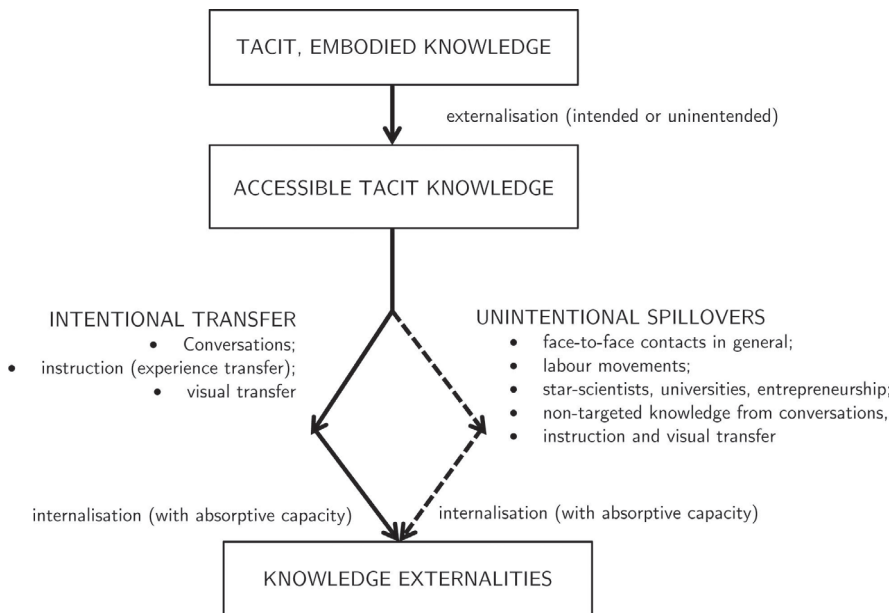 TACIT, EMBODIED KNOWLEDGE
externalisation (intended or uninentended)
ACCESSIBLE TACIT KNOWLEDGE
INTENTIONAL TRANSFER
• Conversations;
• instruction (experience transfer);
• visual transfer
UNINTENTIONAL SPILLOVERS
• face-to-face contacts in general;
• labour movements;
• star-scientists, universities, entrepreneurship;
• non-targeted knowledge from conversations,
• instruction and visual transfer
internalisation (with absorptive capacity)
internalisation (with absorptive capacity)
KNOWLEDGE EXTERNALITIES